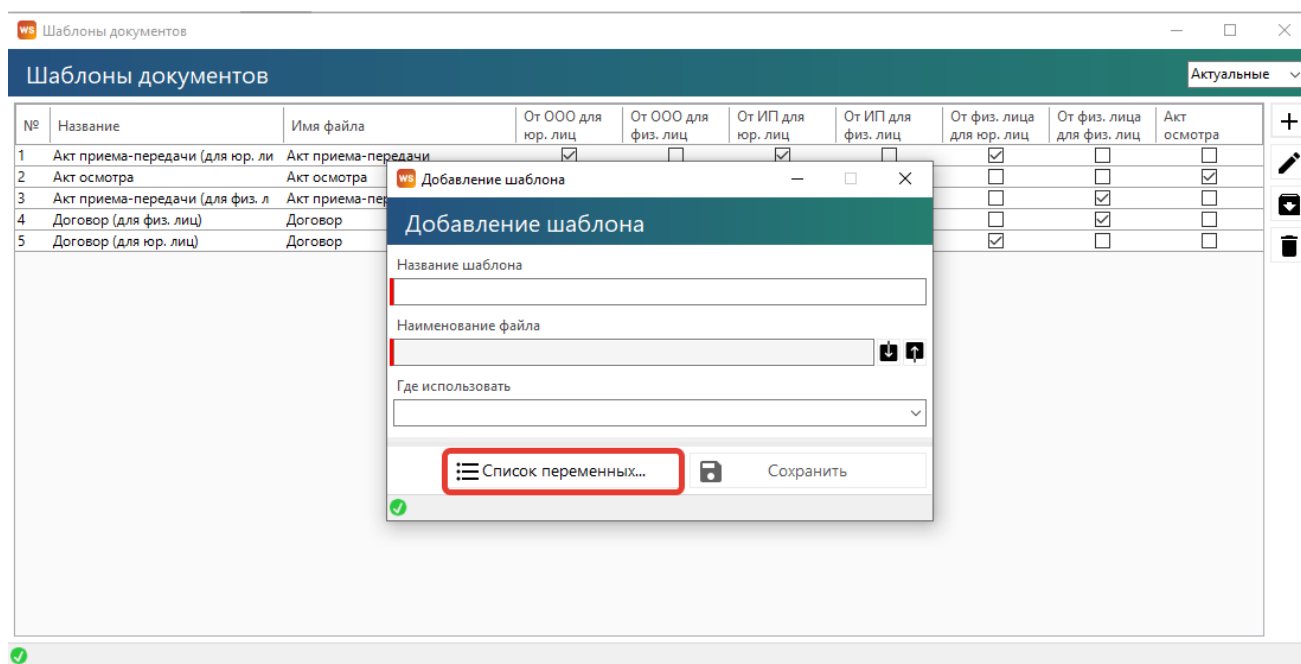 WS Шаблоны документов
Шаблоны документов
Актуальные
№ Название Имя файла От ООО для юр. лиц От ООО для физ. лиц От ИП для юр. лиц От ИП для физ. лиц От физ. лица для юр. лиц От физ. лица для физ. лиц Акт осмотра
1 Акт приема-передачи (для юр. ли Акт приема-передачи
2 Акт осмотра Акт осмотра
3 Акт приема-передачи (для физ. л Акт приема-пер
4 Договор (для физ. лиц) Договор
5 Договор (для юр. лиц) Договор
WS Добавление шаблона
Добавление шаблона
Название шаблона
Наименование файла
Где использовать
Список переменных...
Сохранить